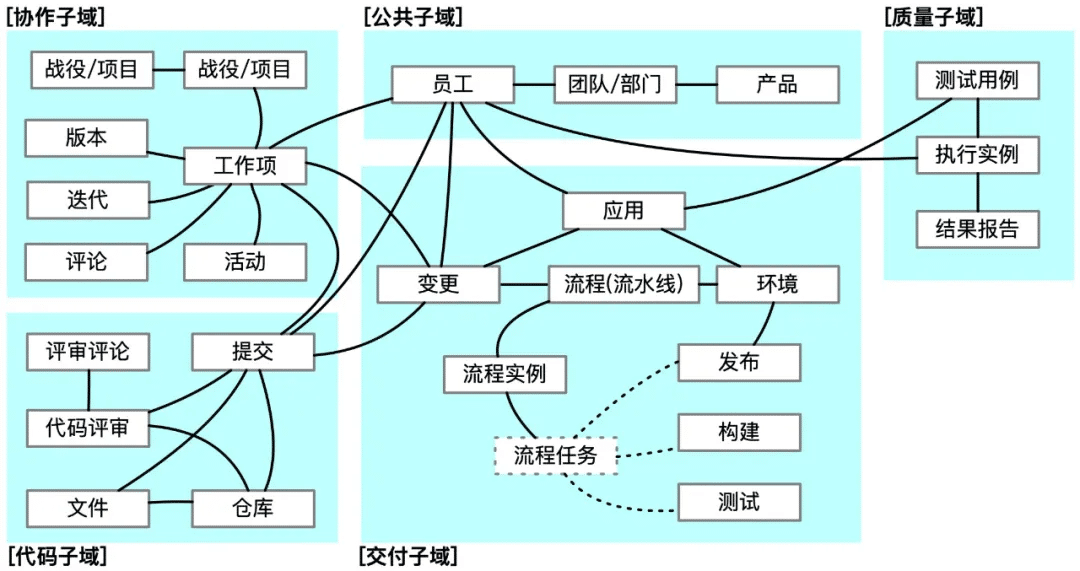 [协作子域]
战役/项目
战役/项目
版本
工作项
迭代
评论
活动
[公共子域]
员工
团队/部门
产品
[质量子域]
测试用例
执行实例
结果报告
应用
变更
流程(流水线)
环境
流程实例
发布
流程任务
构建
测试
[交付子域]
评审评论
提交
代码评审
文件
仓库
[代码子域]